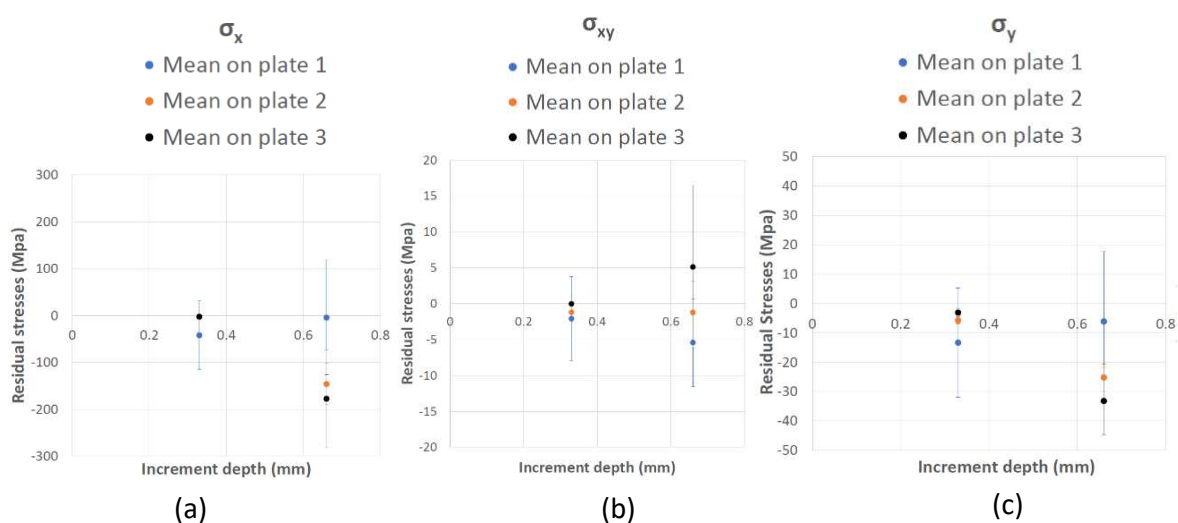 σx
Mean on plate 1
Mean on plate 2
Mean on plate 3
300
200
100
0
-100
-200
-300
0
0.2
0.4
0.6
0.8
Residual stresses (Mpa)
Increment depth (mm)
(a)
σxy
Mean on plate 1
Mean on plate 2
Mean on plate 3
20
15
10
5
0
-5
-10
-15
-20
0
0.2
0.4
0.6
0.8
Residual stresses (Mpa)
Increment depth (mm)
(b)
σy
Mean on plate 1
Mean on plate 2
Mean on plate 3
50
40
30
20
10
0
-10
-20
-30
-40
-50
0
0.2
0.4
0.6
0.8
Residual Stresses (Mpa)
Increment depth (mm)
(c)